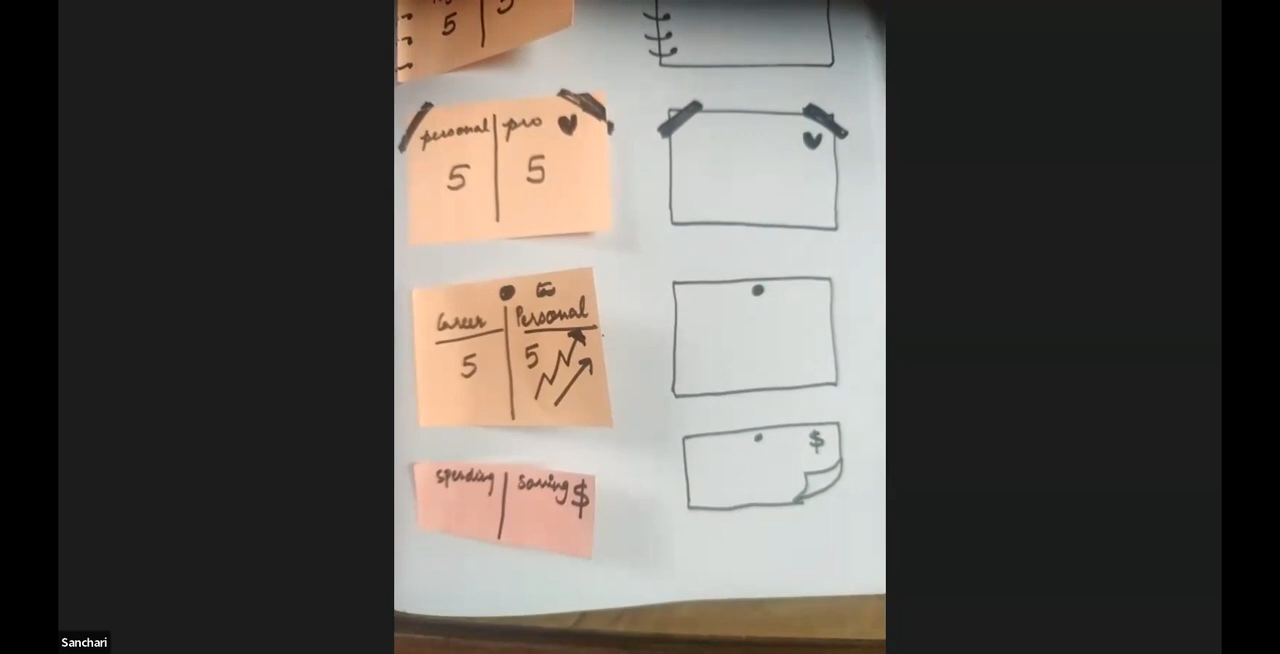 5 5
personal pro
5 5
Career Personal
5 5
spending saving $
$
Sanchari